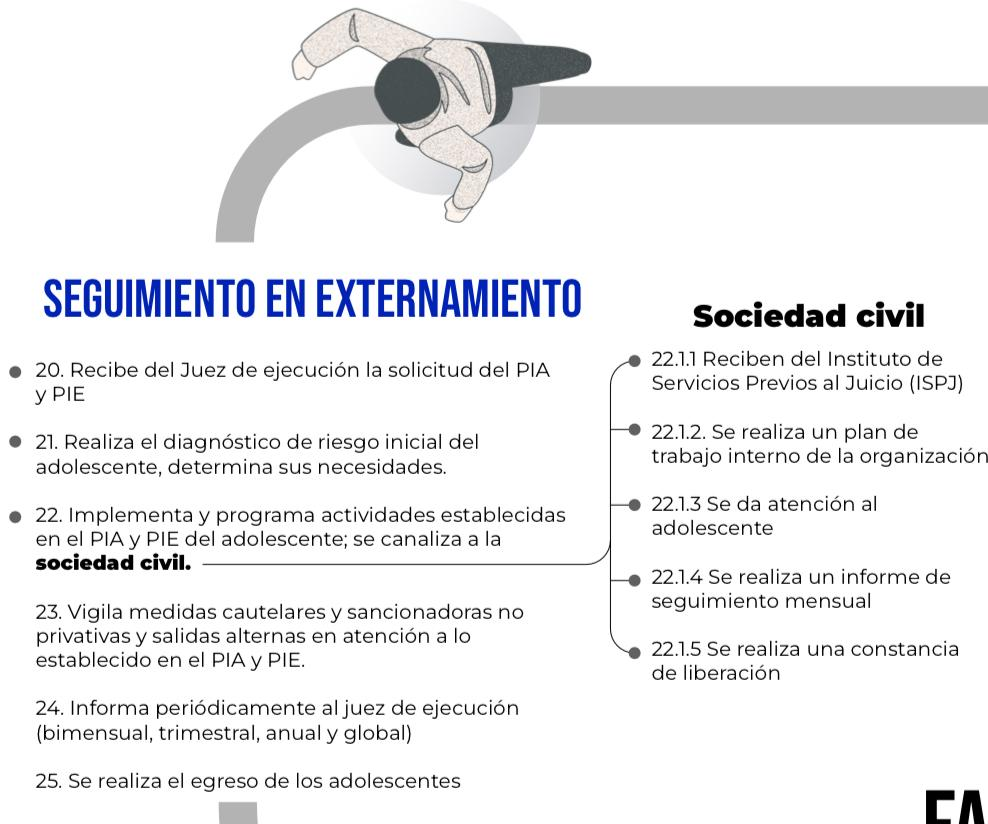 SEGUIMIENTO EN EXTERNAMIENTO
20. Recibe del Juez de ejecución la solicitud del PIA
y PIE
21. Realiza el diagnóstico de riesgo inicial del
adolescente, determina sus necesidades.
22. Implementa y programa actividades establecidas
en el PIA y PIE del adolescente; se canaliza a la
sociedad civil.
23. Vigila medidas cautelares y sancionadoras no
privativas y salidas alternas en atención a lo
establecido en el PIA y PIE.
24. Informa periódicamente al juez de ejecución
(bimensual, trimestral, anual y global)
25. Se realiza el egreso de los adolescentes
Sociedad civil
22.1.1 Reciben del Instituto de
Servicios Previos al Juicio (ISPJ)
22.1.2. Se realiza un plan de
trabajo interno de la organización
22.1.3 Se da atención al
adolescente
22.1.4 Se realiza un informe de
seguimiento mensual
22.1.5 Se realiza una constancia
de liberación